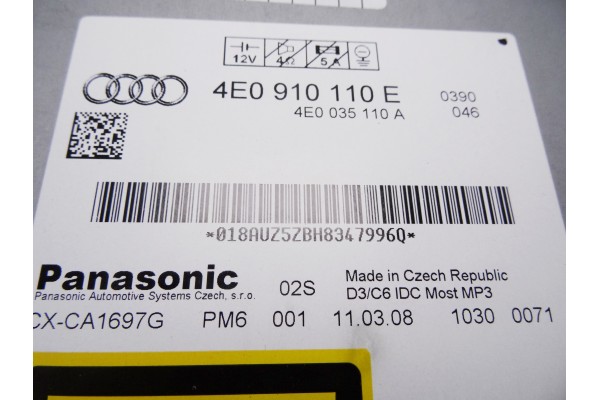 12V 4Ω 5A
4E0 910 110 E 0390
4E0 035 110 A 046
*018AUZ5ZBH8347996Q*
Panasonic 02S Made in Czech Republic
Panasonic Automotive Systems Czech, s.r.o. D3/C6 IDC Most MP3
CX-CA1697G PM6 001 11.03.08 1030 0071